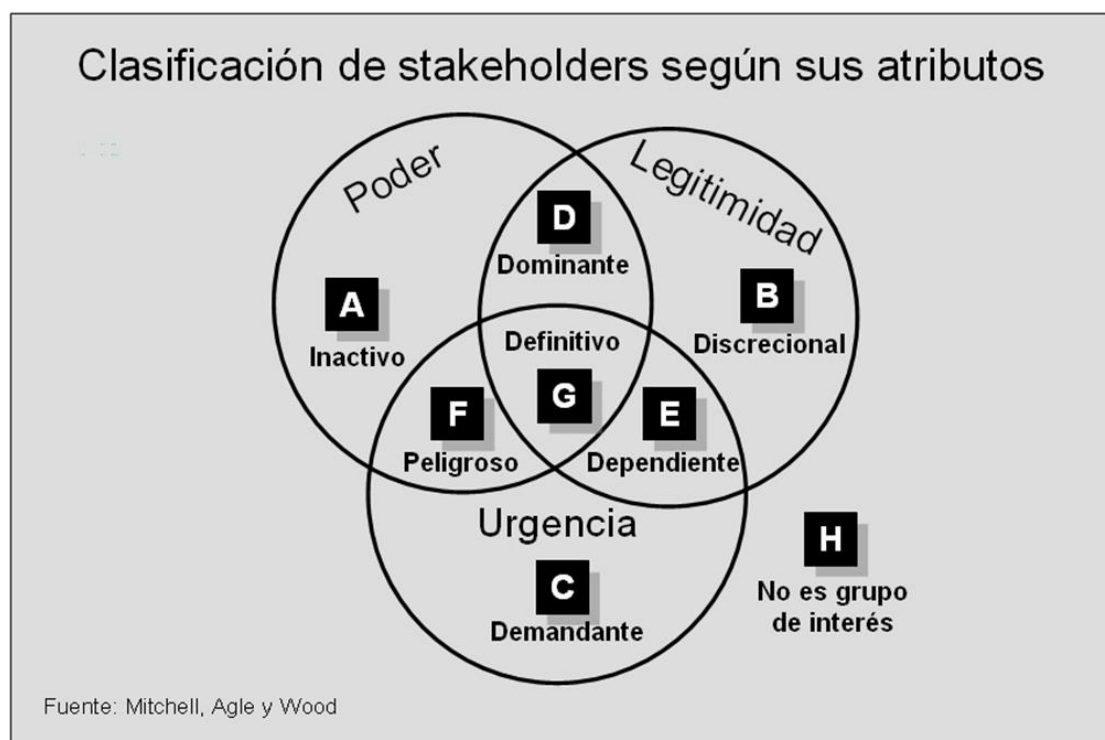 Clasificación de stakeholders según sus atributos
Poder
Legitimidad
D
Dominante
A
Inactivo
B
Discrecional
Definitivo
G
F
Peligroso
E
Dependiente
Urgencia
C
Demandante
H
No es grupo
de interés
Fuente: Mitchell, Agle y Wood